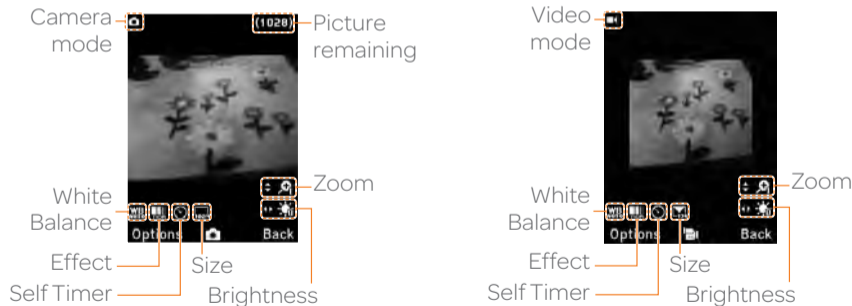 Camera mode
(1028)
Picture remaining
Zoom
White Balance
Options
Back
Effect
Size
Self Timer
Brightness
Video mode
Zoom
White Balance
Options
Back
Effect
Size
Self Timer
Brightness